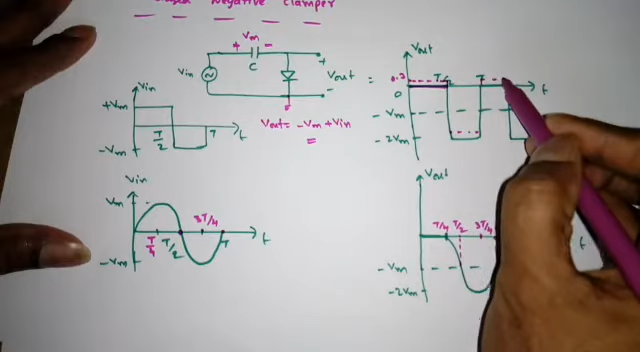 Negative clamper
+ Vm -
C
Vin
+
Vout
-
=
Vout = -Vm + Vin
=
Vin
+Vm
-Vm
T/2
T
t
Vout
0.7
0
T/2
T
t
-Vm
-2Vm
Vin
Vm
-Vm
T/4
T/2
3T/4
T
t
Vout
T/4
T/2
3T/4
t
-Vm
-2Vm